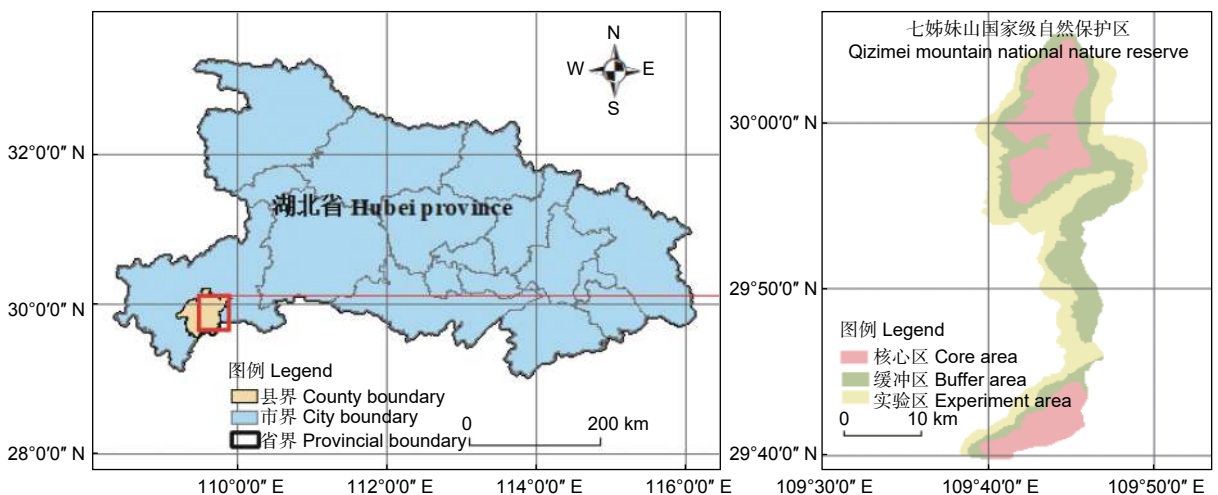 N
W E
S
32°0′0″ N
30°0′0″ N
28°0′0″ N
湖北省 Hubei province
图例 Legend
县界 County boundary
市界 City boundary
省界 Provincial boundary
0 200 km
110°0′0″ E 112°0′0″ E 114°0′0″ E 116°0′0″ E
七姊妹山国家级自然保护区
Qizimei mountain national nature reserve
30°00′0″ N
29°50′0″ N
29°40′0″ N
图例 Legend
核心区 Core area
缓冲区 Buffer area
实验区 Experiment area
0 10 km
109°30′0″ E 109°40′0″ E 109°50′0″ E